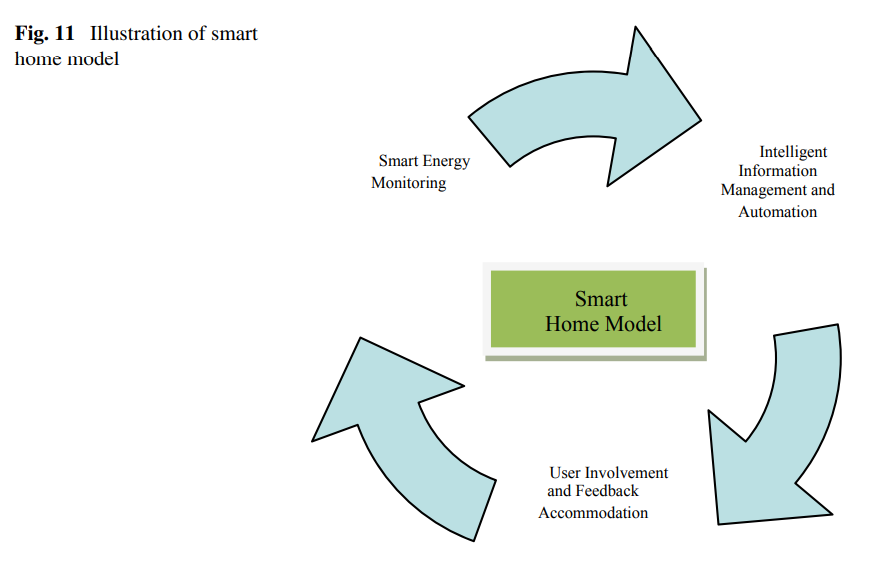 Fig. 11 Illustration of smart
home model
Smart Energy
Monitoring
Intelligent
Information
Management and
Automation
Smart
Home Model
User Involvement
and Feedback
Accommodation